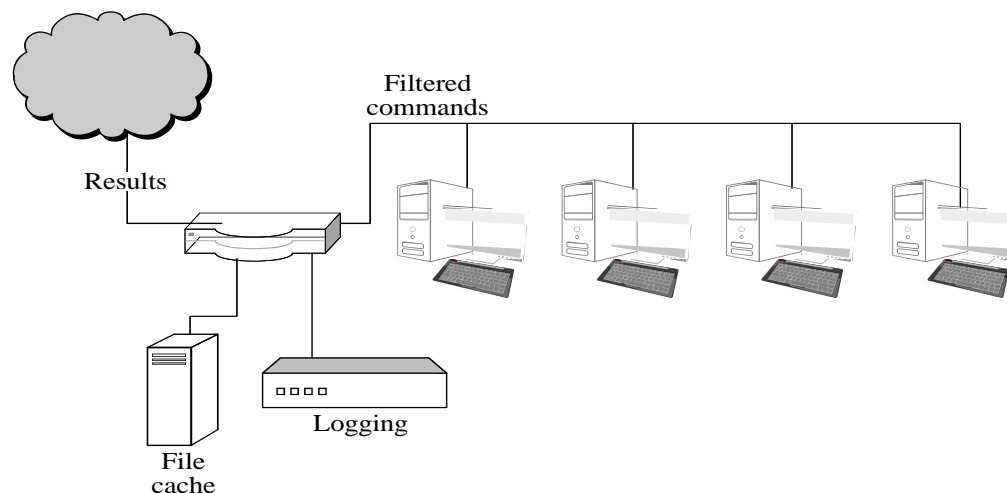 Filtered
commands
Results
Logging
File
cache